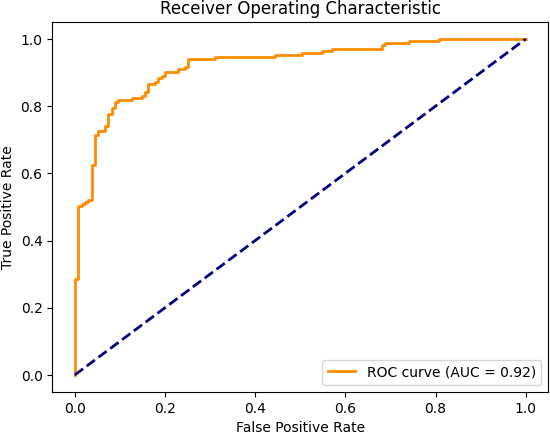 Receiver Operating Characteristic
True Positive Rate
1.0
0.8
0.6
0.4
0.2
0.0
ROC curve (AUC = 0.92)
0.0 0.2 0.4 0.6 0.8 1.0
False Positive Rate